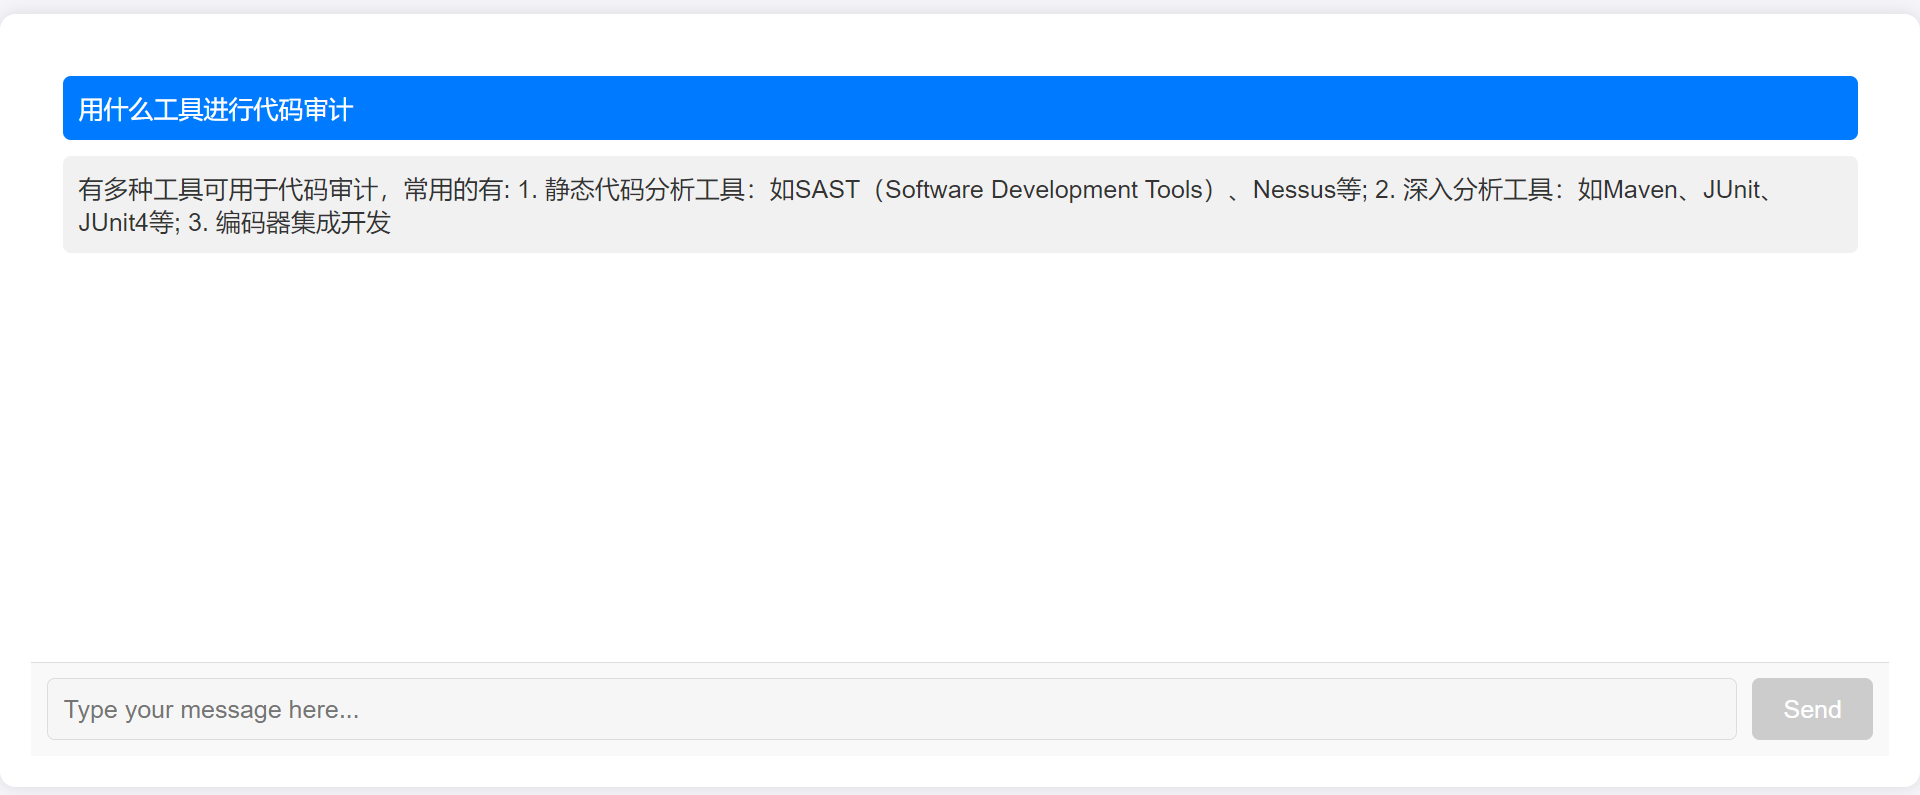 用什么工具进行代码审计
有多种工具可用于代码审计，常用的有: 1. 静态代码分析工具：如SAST（Software Development Tools）、Nessus等; 2. 深入分析工具：如Maven、JUnit、
JUnit4等; 3. 编码器集成开发
Type your message here...
Send